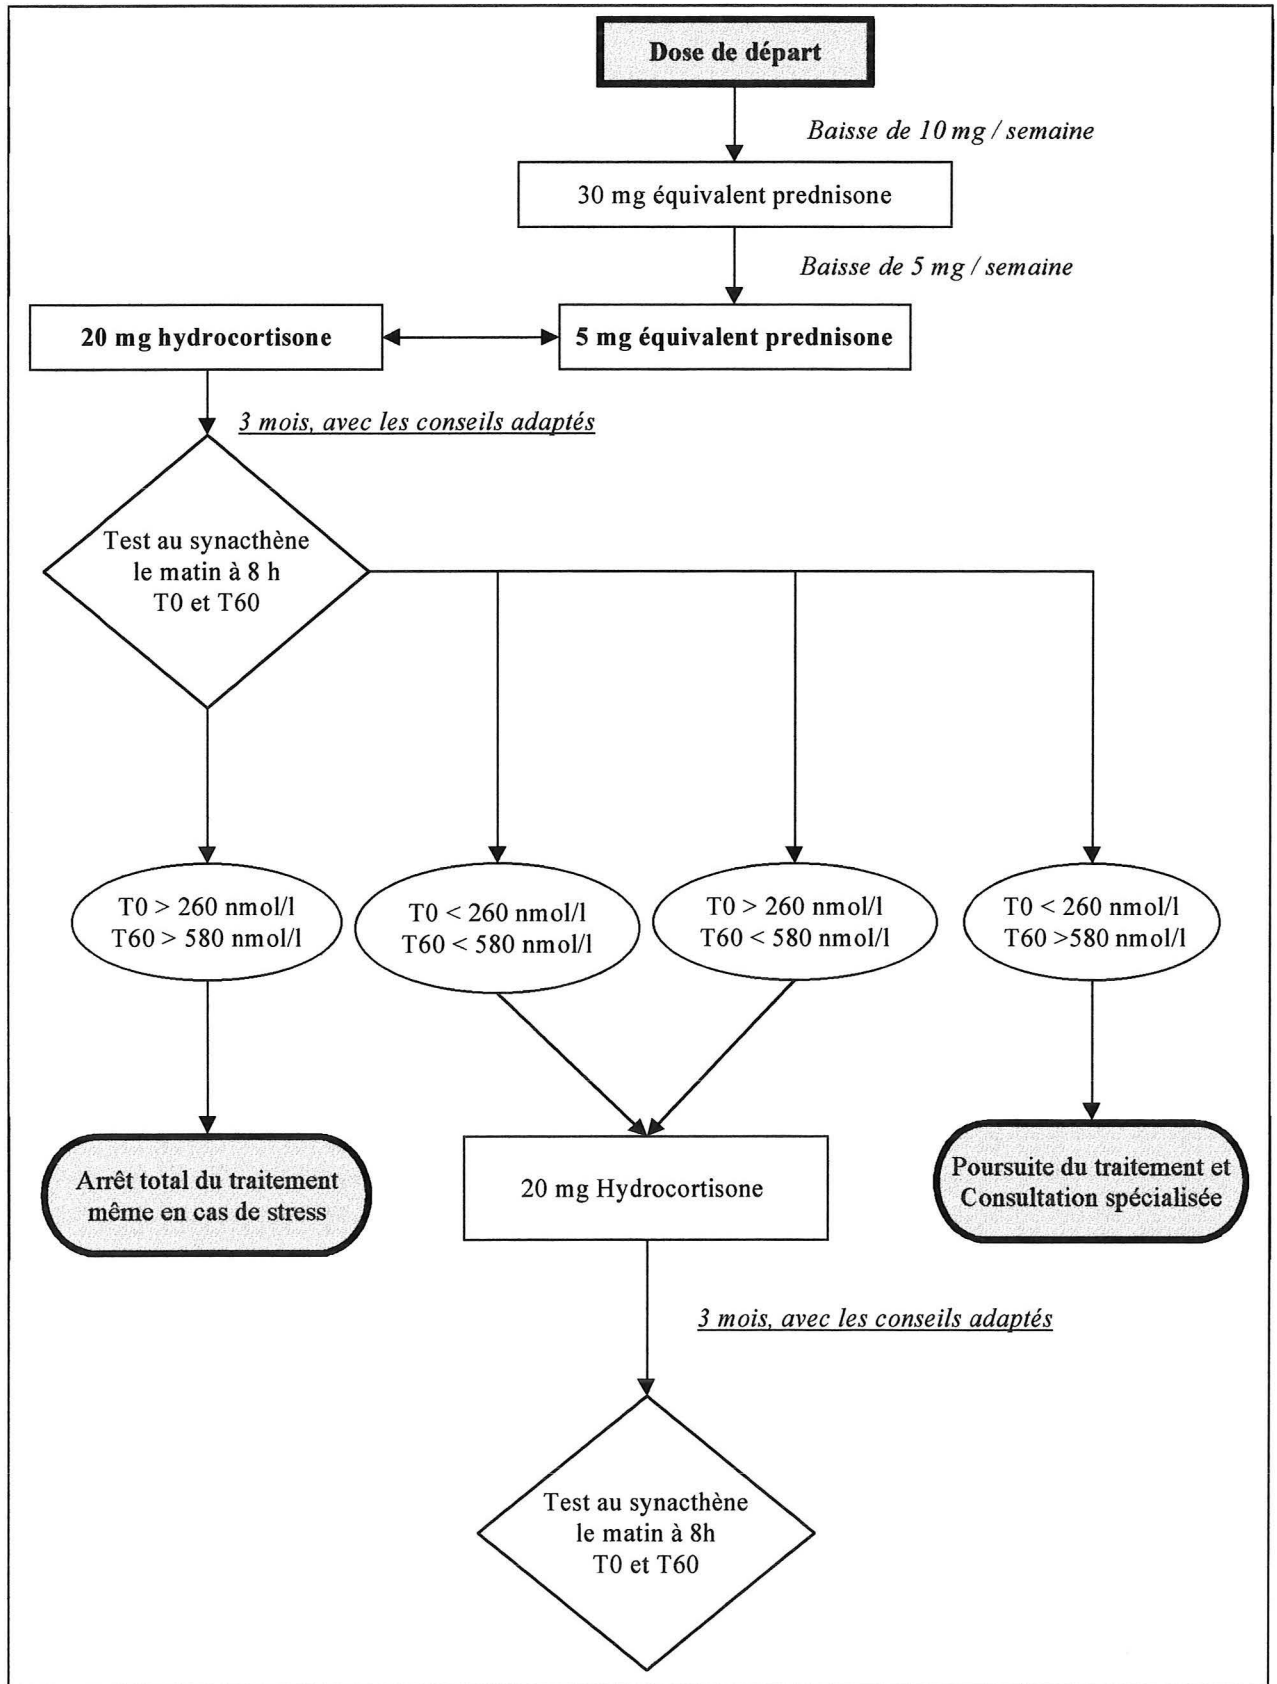 Dose de départ
Baisse de 10 mg / semaine
30 mg équivalent prednisone
Baisse de 5 mg / semaine
20 mg hydrocortisone
5 mg équivalent prednisone
3 mois, avec les conseils adaptés
Test au synacthène
le matin à 8 h
T0 et T60
T0 > 260 nmol/l
T60 > 580 nmol/l
T0 < 260 nmol/l
T60 < 580 nmol/l
T0 > 260 nmol/l
T60 < 580 nmol/l
T0 < 260 nmol/l
T60 >580 nmol/l
Arrêt total du traitement
même en cas de stress
20 mg Hydrocortisone
Poursuite du traitement et
Consultation spécialisée
3 mois, avec les conseils adaptés
Test au synacthène
le matin à 8h
T0 et T60